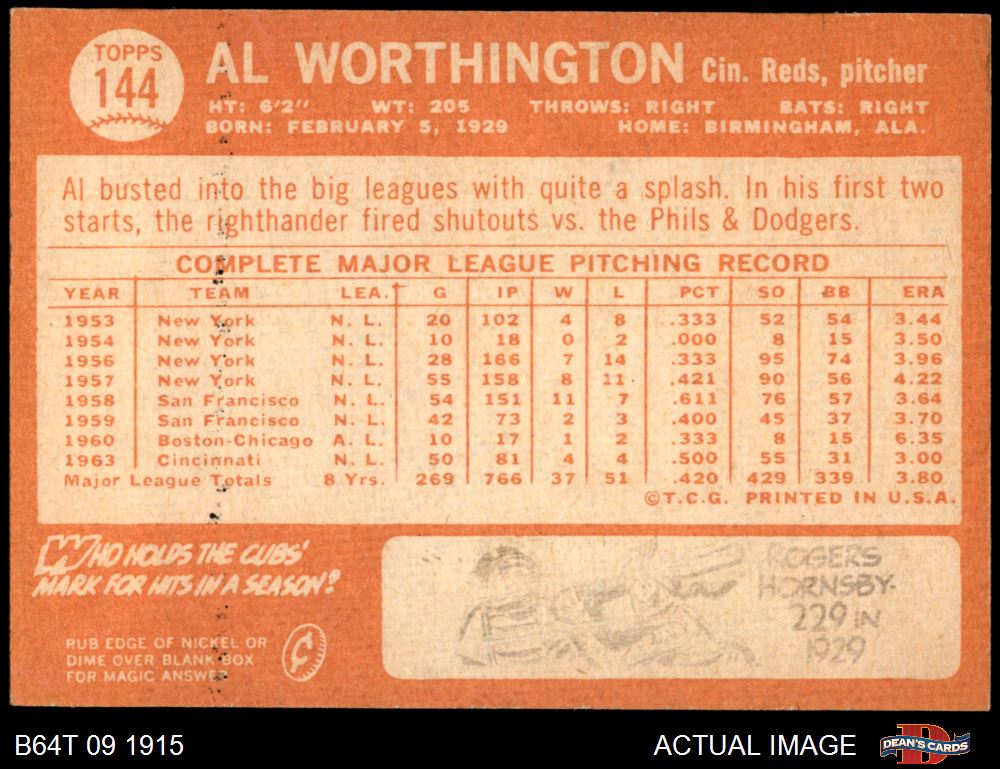 TOPPS
144
AL WORTHINGTON Cin. Reds, pitcher
HT: 6'2" WT: 205 THROWS: RIGHT BATS: RIGHT
BORN: FEBRUARY 5, 1929 HOME: BIRMINGHAM, ALA.
Al busted into the big leagues with quite a splash. In his first two
starts, the righthander fired shutouts vs. the Phils & Dodgers.
COMPLETE MAJOR LEAGUE PITCHING RECORD
YEAR TEAM LEA. G IP W L PCT SO BB ERA
1953 New York N. L. 20 102 4 8 .333 52 54 3.44
1954 New York N. L. 10 18 0 2 .000 8 15 3.50
1956 New York N. L. 28 166 7 14 .333 95 74 3.96
1957 New York N. L. 55 158 8 11 .421 90 56 4.22
1958 San Francisco N. L. 54 151 11 7 .611 76 57 3.64
1959 San Francisco N. L. 42 73 2 3 .400 45 37 3.70
1960 Boston-Chicago A. L. 10 17 1 2 .333 8 15 6.35
1963 Cincinnati N. L. 50 81 4 4 .500 55 31 3.00
Major League Totals 8 Yrs. 269 766 37 51 .420 429 339 3.80
©T.C.G. PRINTED IN U.S.A.
WHO HOLDS THE CUBS'
MARK FOR HITS IN A SEASON?
RUB EDGE OF NICKEL OR
DIME OVER BLANK BOX
FOR MAGIC ANSWER
¢
ROGERS
HORNSBY-
229 IN
1929
B64T 09 1915 ACTUAL IMAGE DEAN'S CARDS